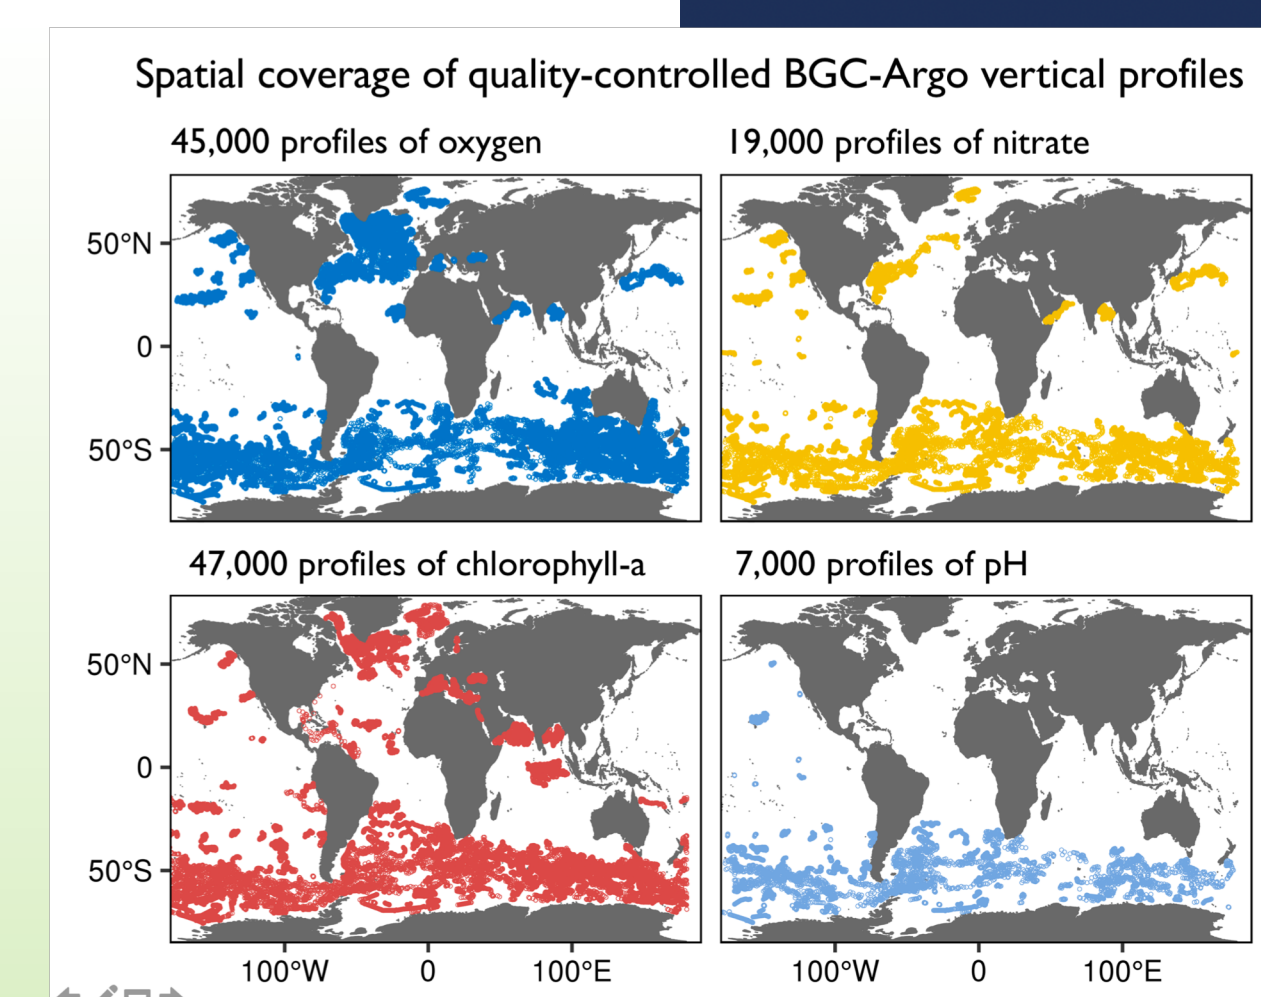 Spatial coverage of quality-controlled BGC-Argo vertical profiles
45,000 profiles of oxygen
19,000 profiles of nitrate
50°N
0
50°S
47,000 profiles of chlorophyll-a
7,000 profiles of pH
50°N
0
50°S
100°W 0 100°E
100°W 0 100°E